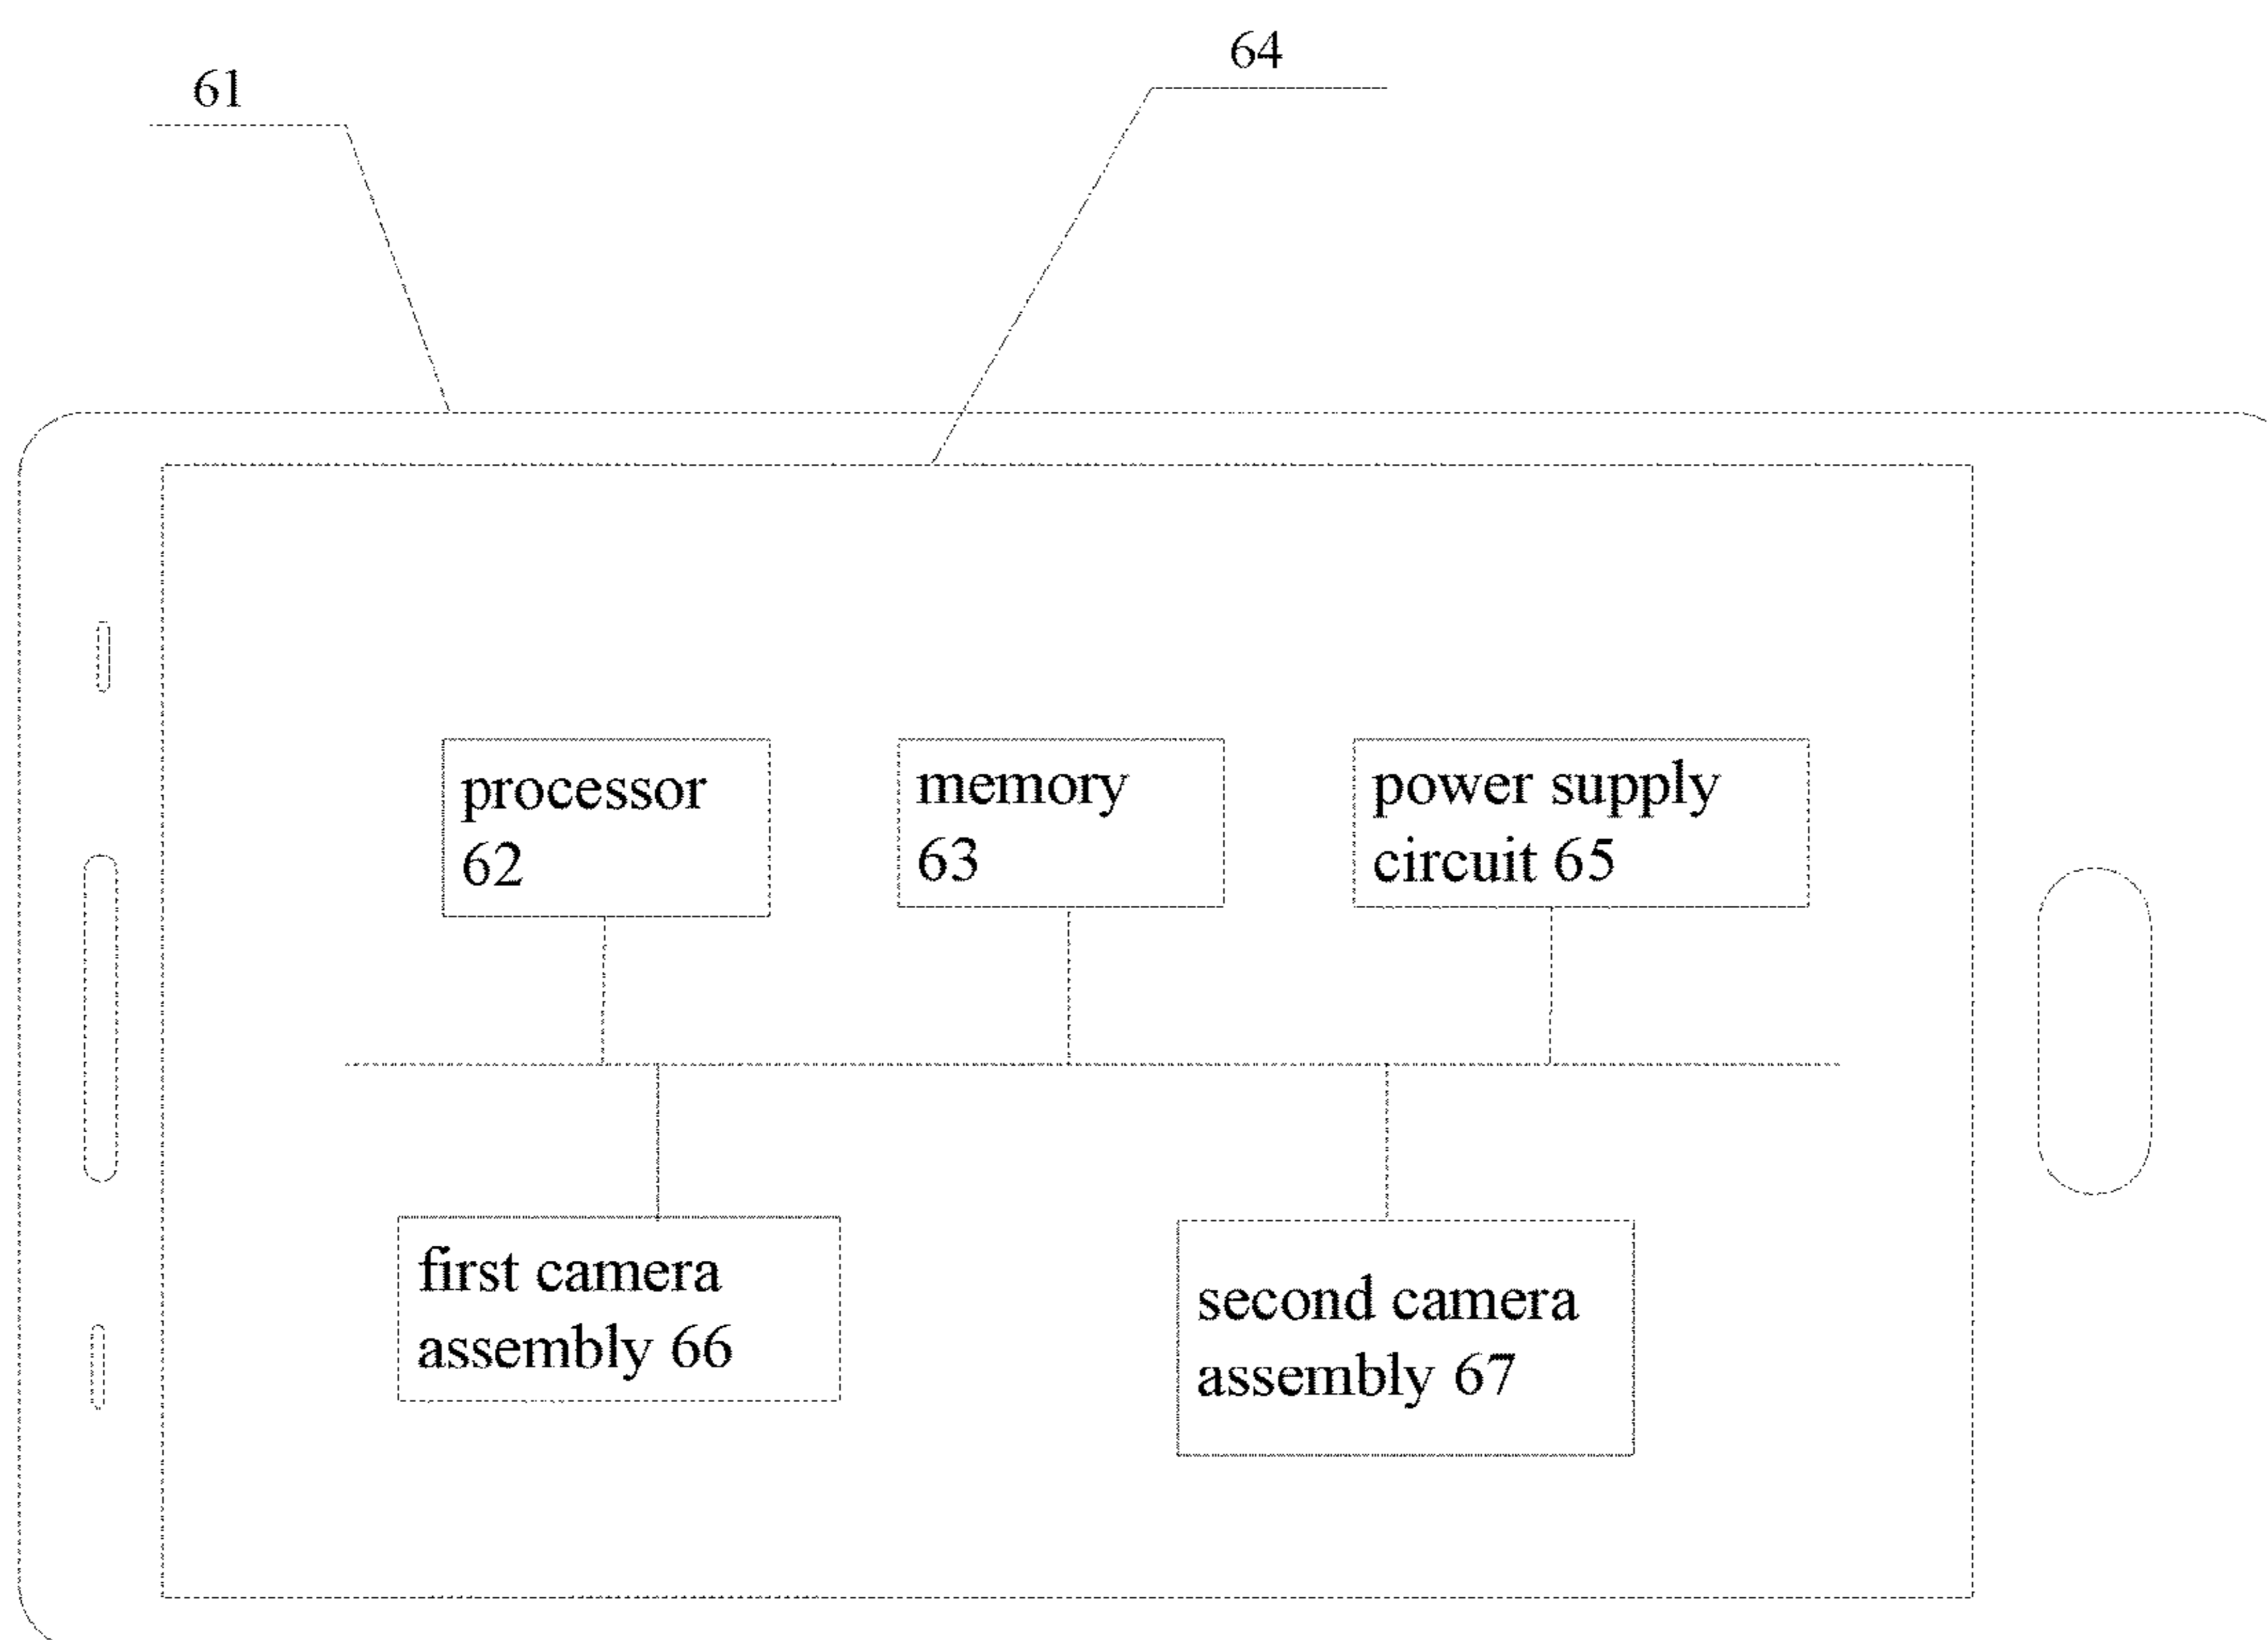 61
64
processor
62
memory
63
power supply
circuit 65
first camera
assembly 66
second camera
assembly 67